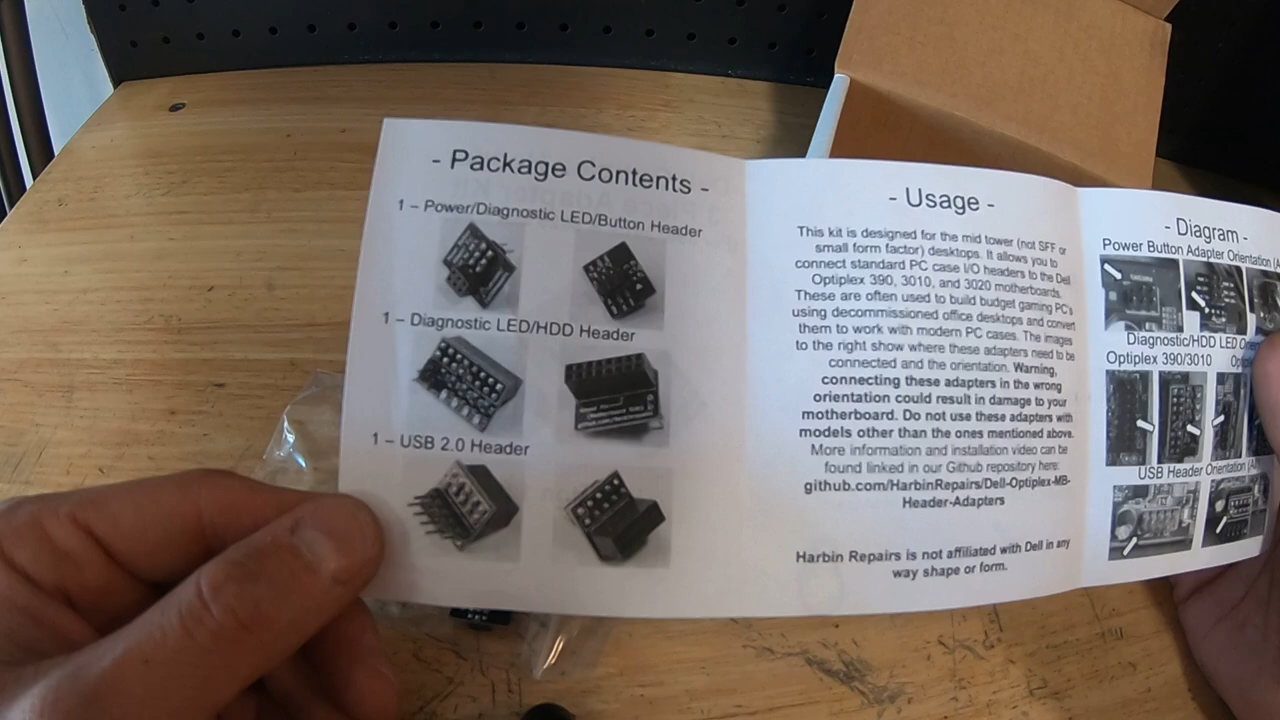 - Package Contents -
1 – Power/Diagnostic LED/Button Header
1 – Diagnostic LED/HDD Header
1 – USB 2.0 Header
- Usage -
This kit is designed for the mid tower (not SFF or
small form factor) desktops. It allows you to
connect standard PC case I/O headers to the Dell
Optiplex 390, 3010, and 3020 motherboards.
These are often used to build budget gaming PC's
using decommissioned office desktops and convert
them to work with modern PC cases. The images
to the right show where these adapters need to be
connected and the orientation. Warning,
connecting these adapters in the wrong
orientation could result in damage to your
motherboard. Do not use these adapters with
models other than the ones mentioned above.
More information and installation video can be
found linked in our Github repository here:
github.com/HarbinRepairs/Dell-Optiplex-MB-
Header-Adapters
Harbin Repairs is not affiliated with Dell in any
way shape or form.
- Diagram -
Power Button Adapter Orientation
Diagnostic/HDD LED
Optiplex 390/3010
USB Header Orientation